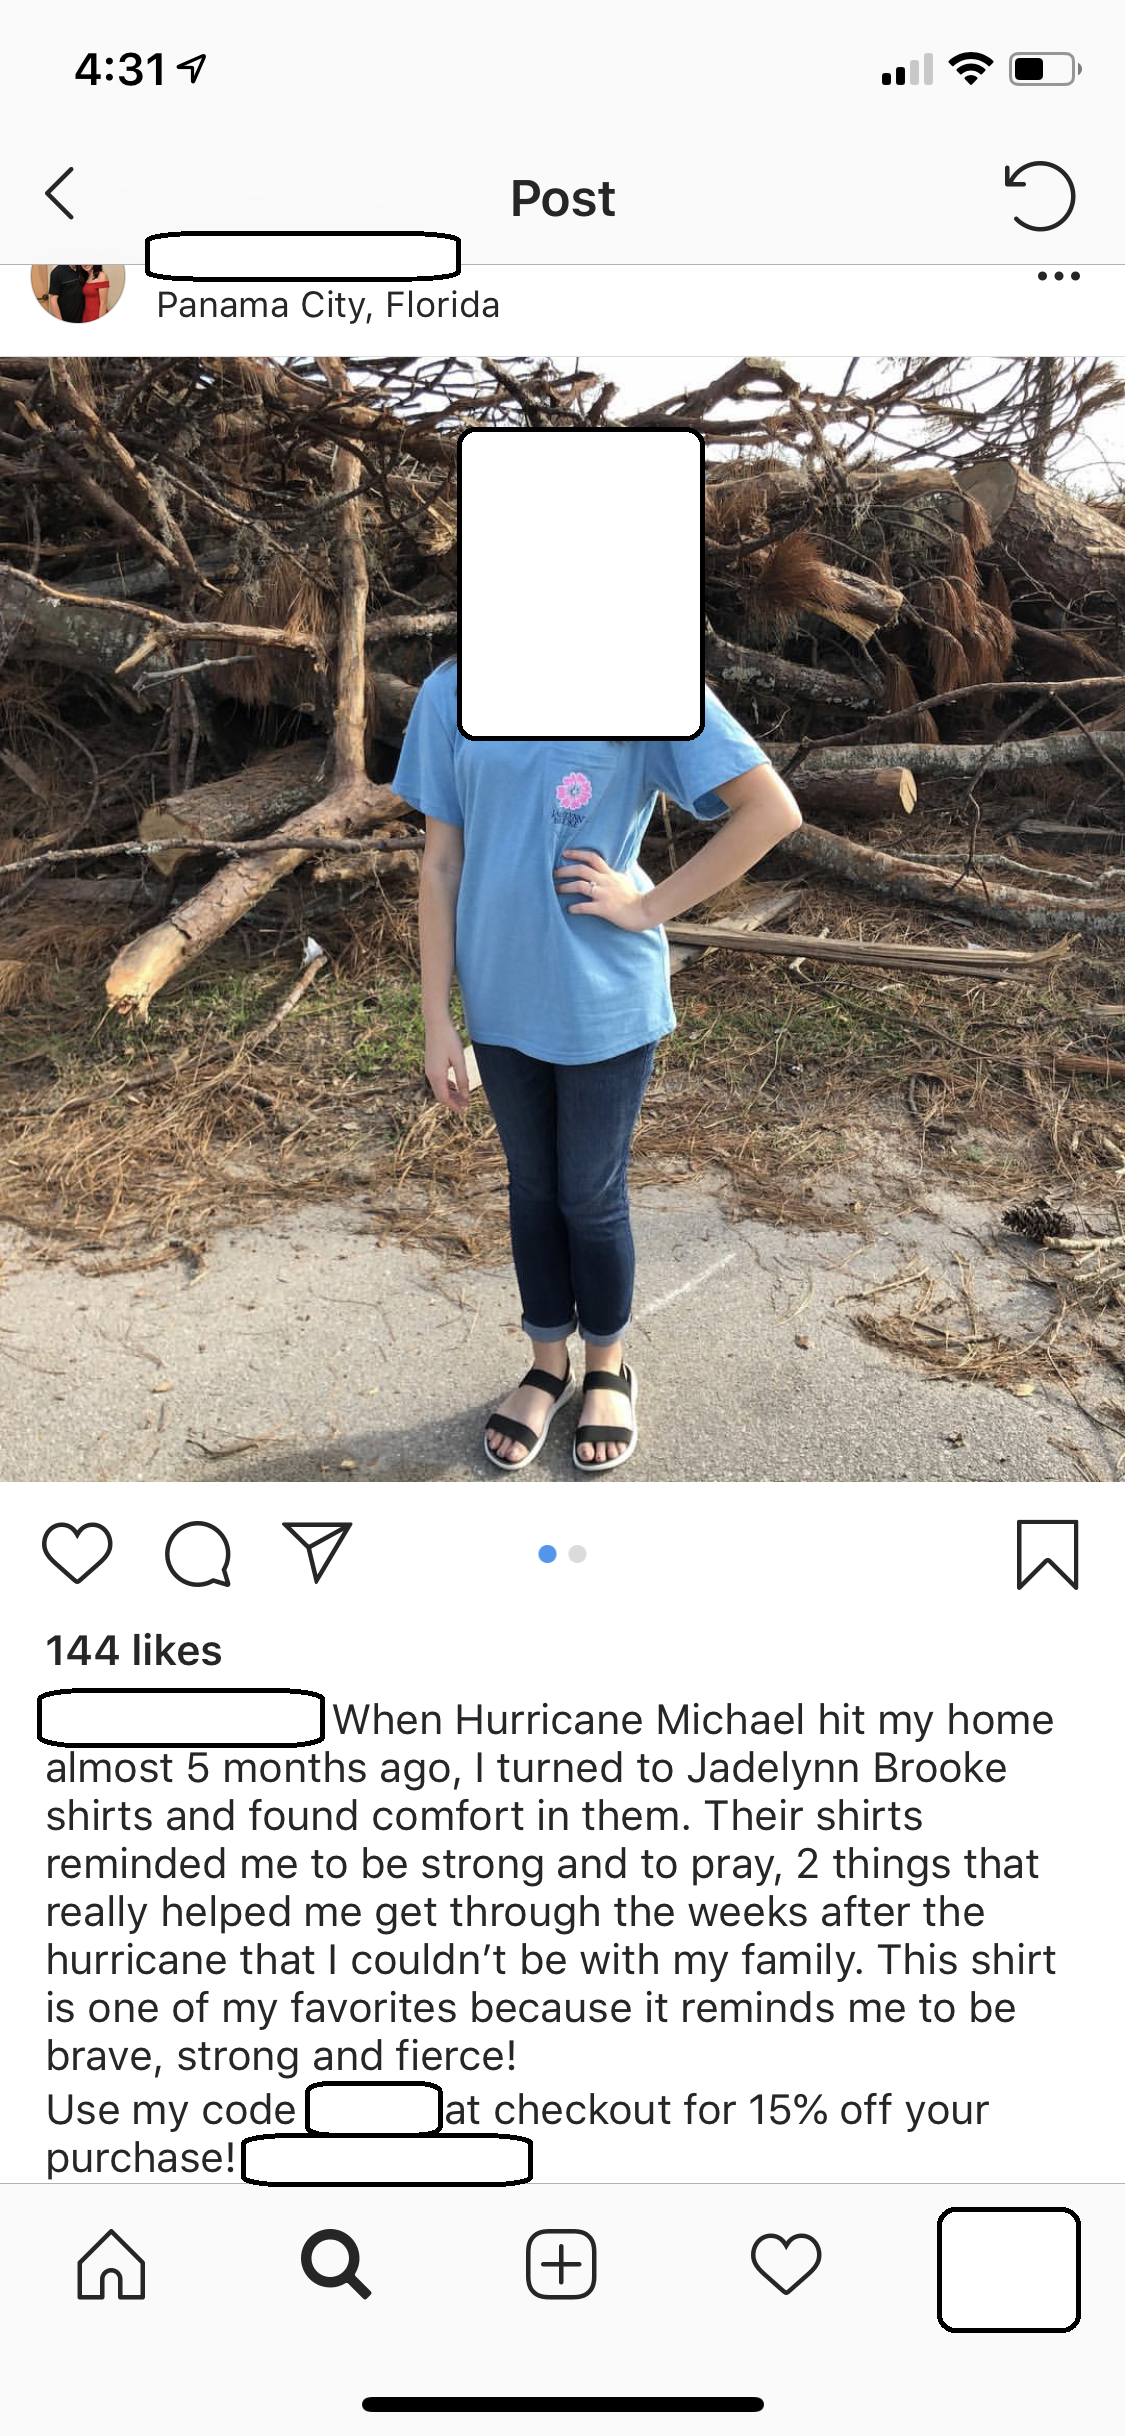 4:31
Post
Panama City, Florida
JADELYNN
BROOKE
144 likes
When Hurricane Michael hit my home
almost 5 months ago, I turned to Jadelynn Brooke
shirts and found comfort in them. Their shirts
reminded me to be strong and to pray, 2 things that
really helped me get through the weeks after the
hurricane that I couldn’t be with my family. This shirt
is one of my favorites because it reminds me to be
brave, strong and fierce!
Use my code at checkout for 15% off your
purchase!